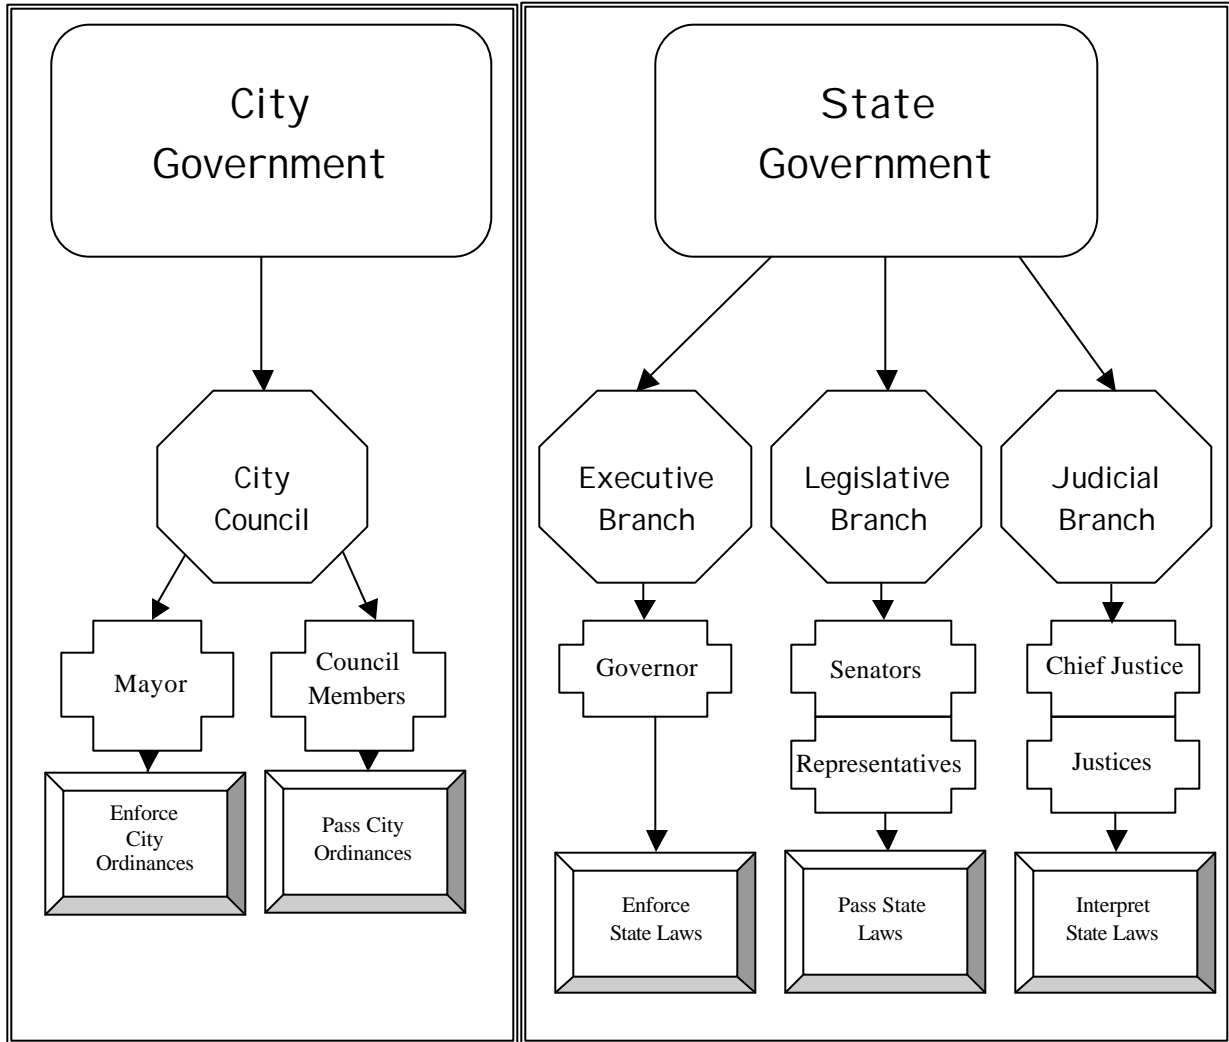 City
Government
City
Council
Mayor
Council
Members
Enforce
City
Ordinances
Pass City
Ordinances
State
Government
Executive
Branch
Legislative
Branch
Judicial
Branch
Governor
Senators
Representatives
Chief Justice
Justices
Enforce
State Laws
Pass State
Laws
Interpret
State Laws